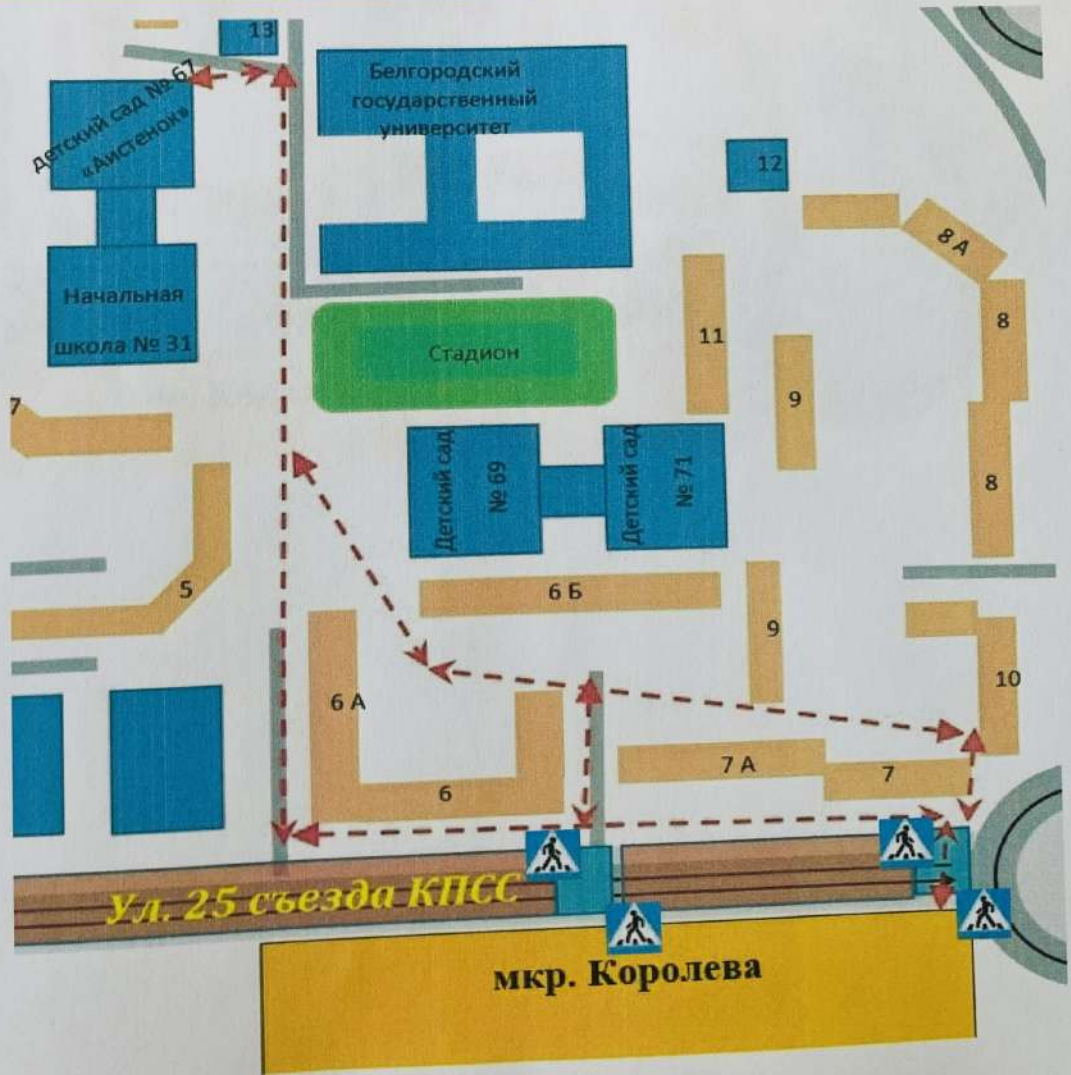 13
детский сад № 67
«Аистенок»
Белгородский
государственный
университет
12
8 А
Начальная
школа № 31
8
11
Стадион
9
7
Детский сад
№ 69
Детский сад
№ 71
8
5
6 Б
9
6 А
10
7 А
7
6
Ул. 25 съезда КПСС
мкр. Королева